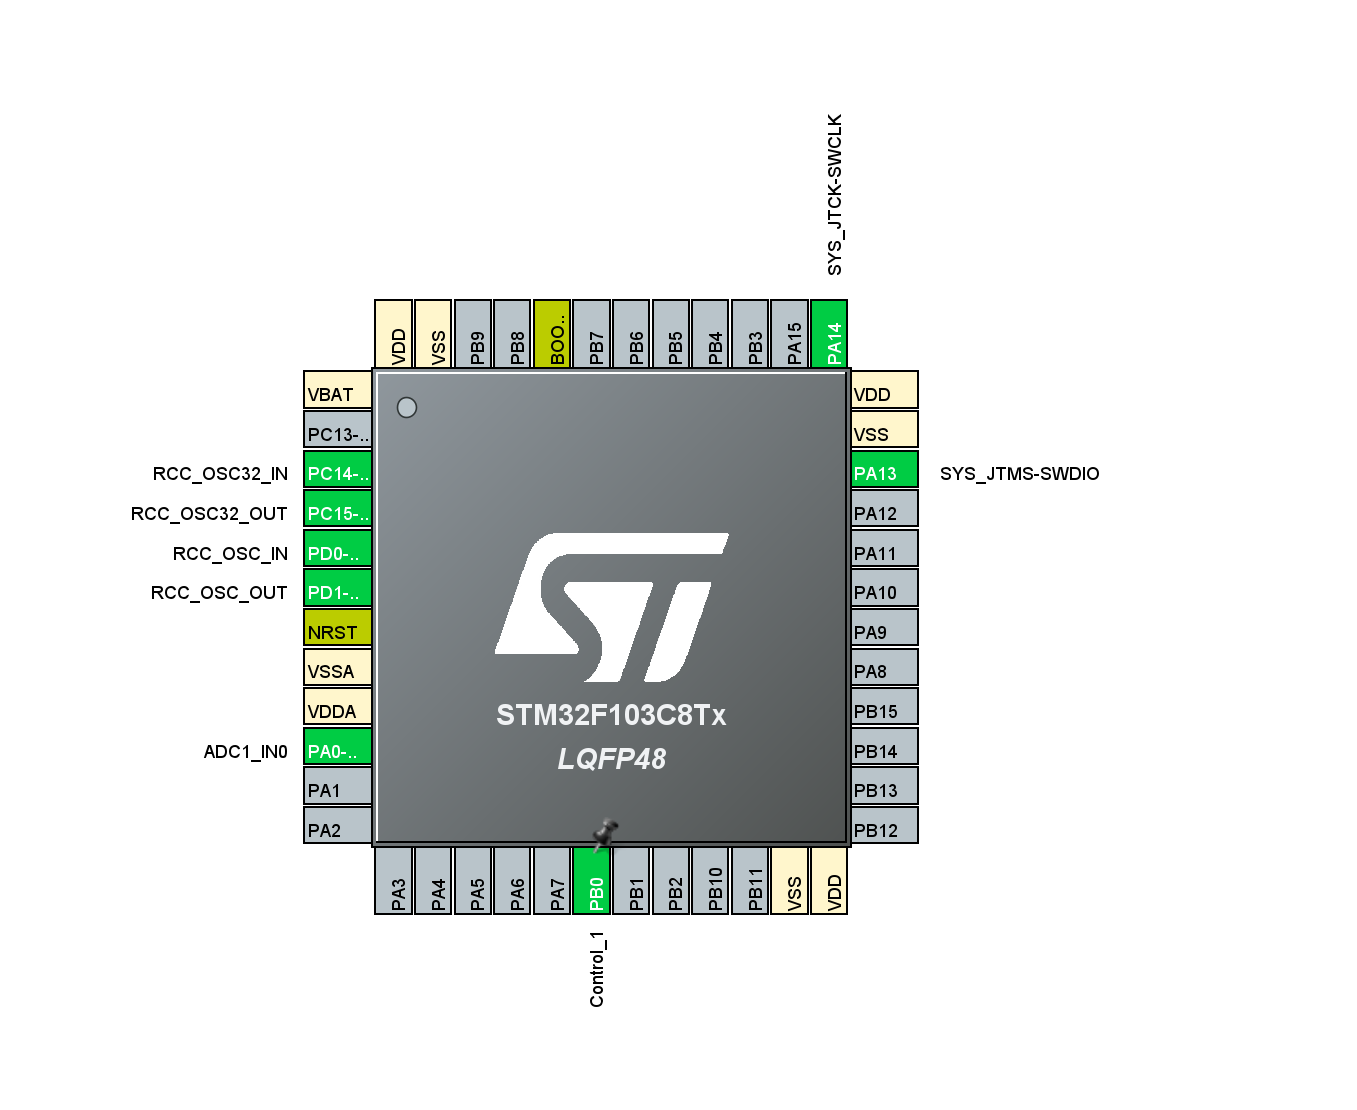 SYS_JTCK-SWCLK
VDD
VSS
PB9
PB8
BOO..
PB7
PB6
PB5
PB4
PB3
PA15
PA14
VBAT
PC13-..
RCC_OSC32_IN PC14-..
RCC_OSC32_OUT PC15-..
RCC_OSC_IN PD0-..
RCC_OSC_OUT PD1-..
NRST
VSSA
VDDA
ADC1_IN0 PA0-..
PA1
PA2
VDD
VSS
PA13 SYS_JTMS-SWDIO
PA12
PA11
PA10
PA9
PA8
PB15
PB14
PB13
PB12
ST
STM32F103C8Tx
LQFP48
PA3
PA4
PA5
PA6
PA7
PB0
PB1
PB2
PB10
PB11
VSS
VDD
Control_1